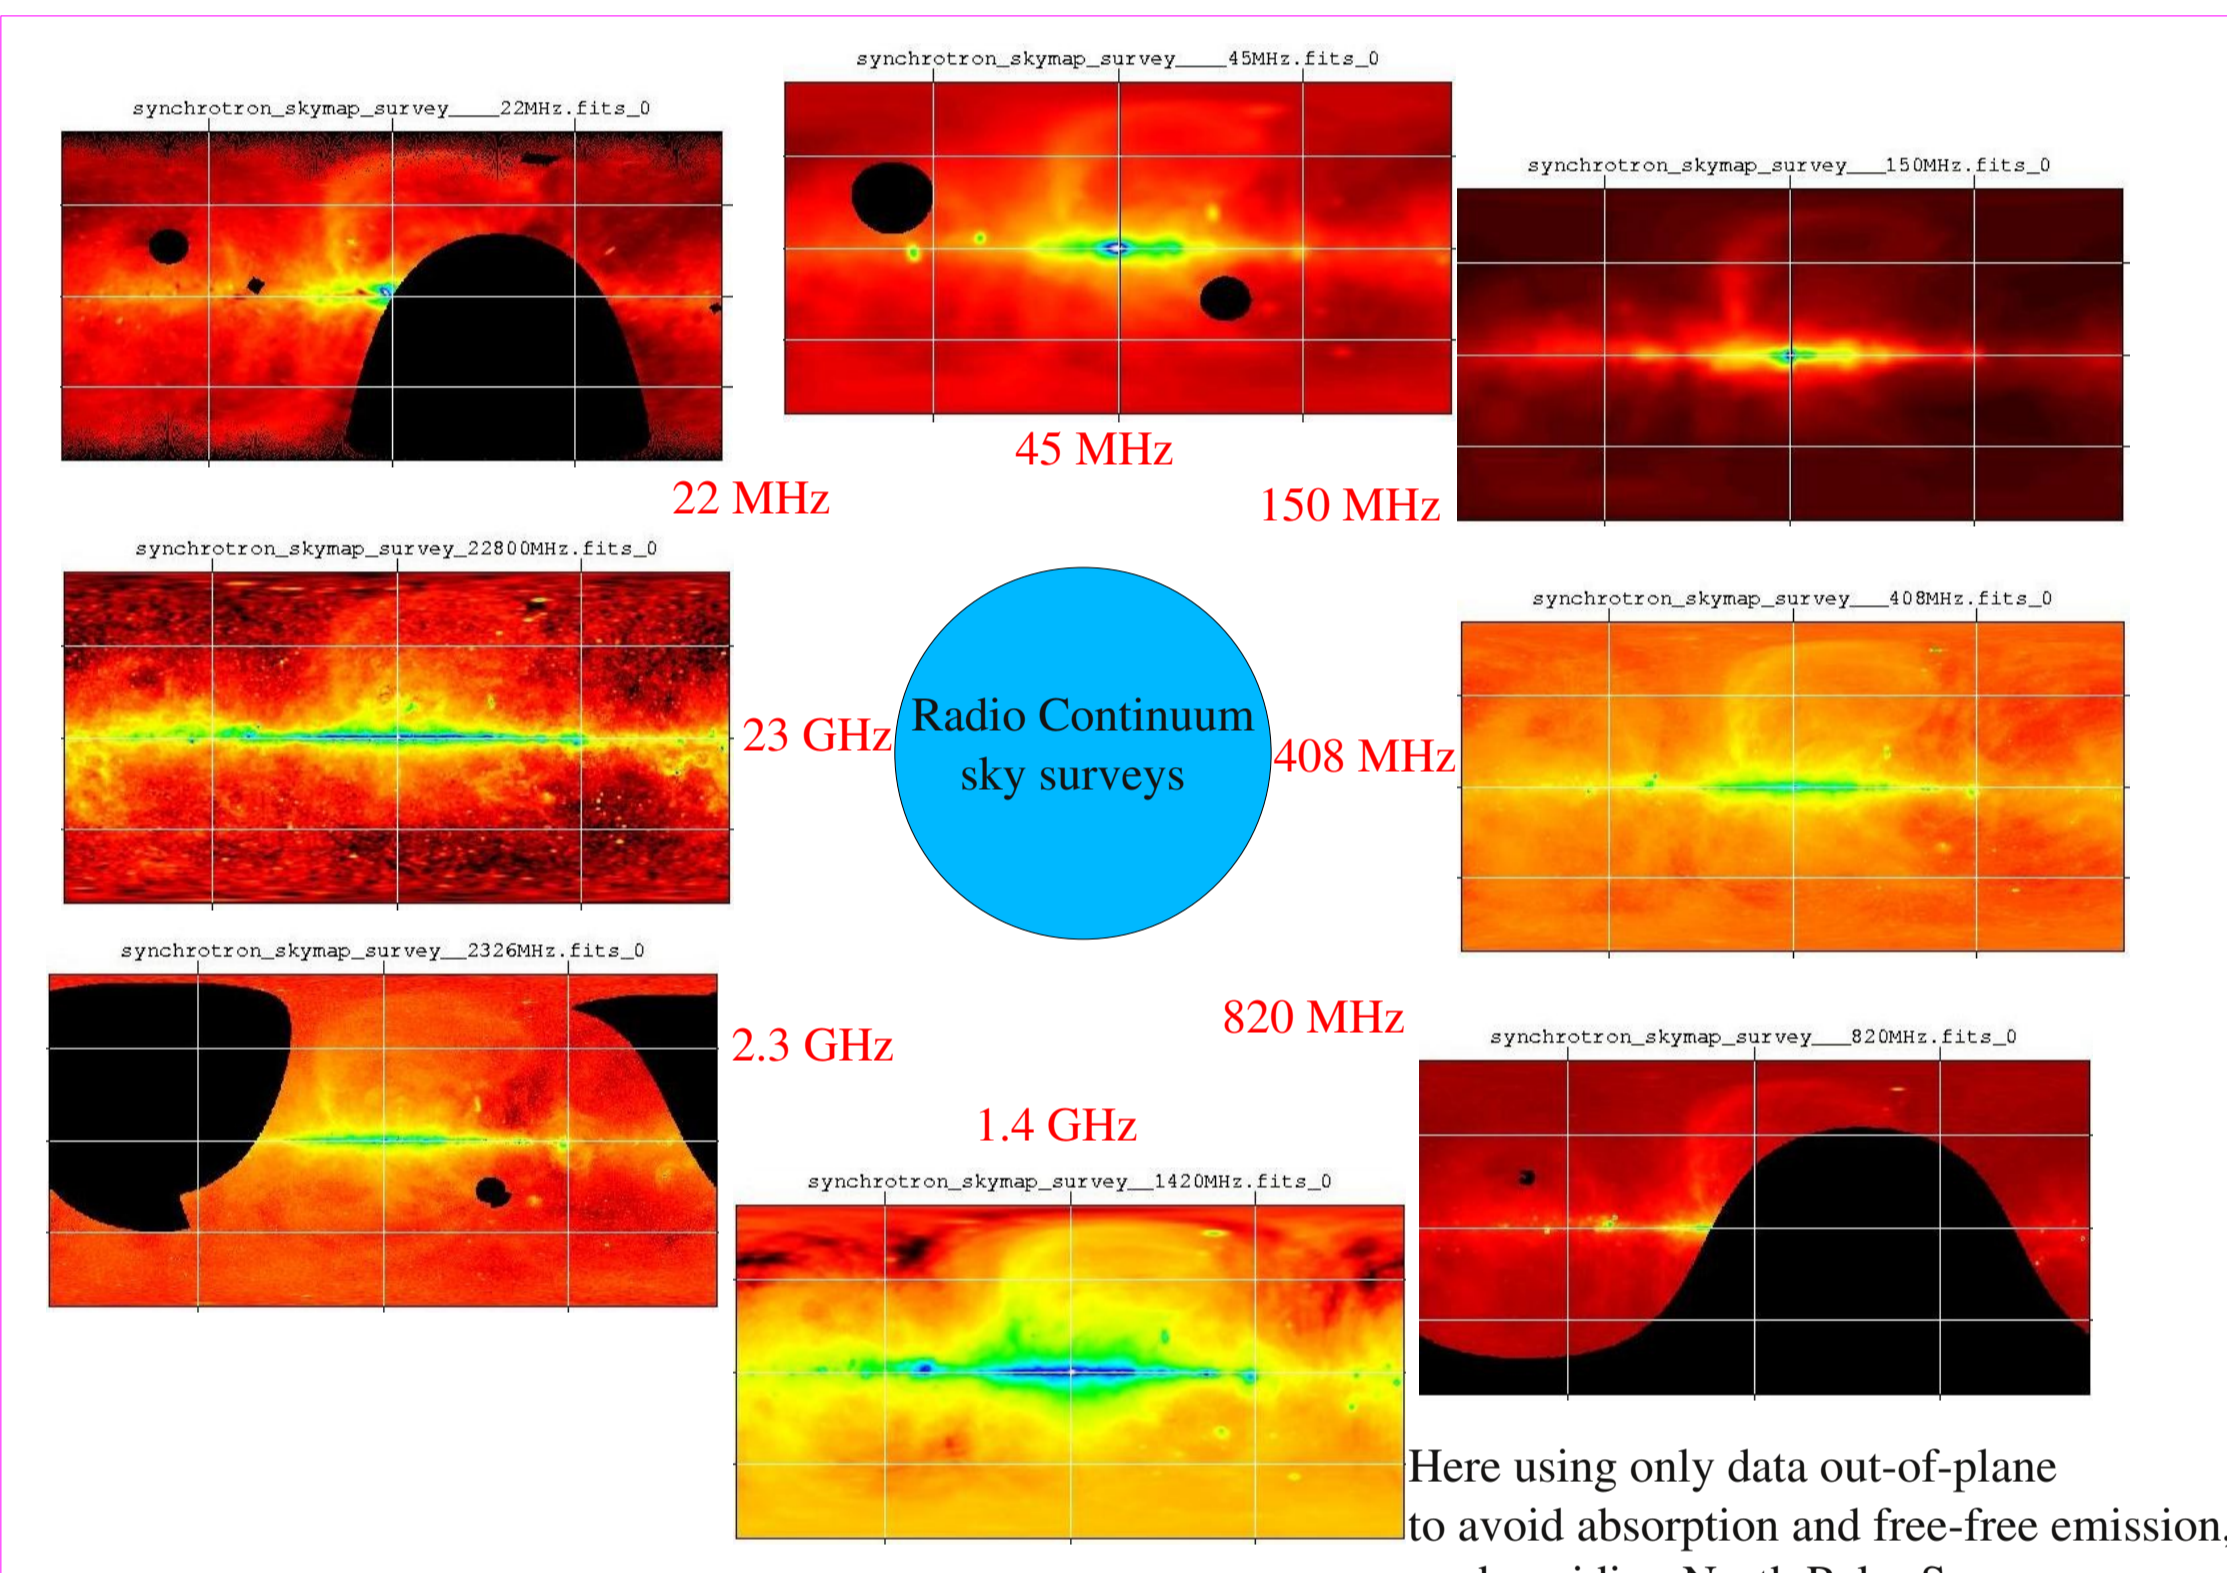 synchrotron_skymap_survey____45MHz.fits_0
synchrotron_skymap_survey____22MHz.fits_0
synchrotron_skymap_survey___150MHz.fits_0
45 MHz
22 MHz
150 MHz
synchrotron_skymap_survey_22800MHz.fits_0
synchrotron_skymap_survey___408MHz.fits_0
Radio Continuum
sky surveys
23 GHz
408 MHz
synchrotron_skymap_survey__2326MHz.fits_0
820 MHz
synchrotron_skymap_survey___820MHz.fits_0
2.3 GHz
1.4 GHz
synchrotron_skymap_survey__1420MHz.fits_0
Here using only data out-of-plane
to avoid absorption and free-free emission,